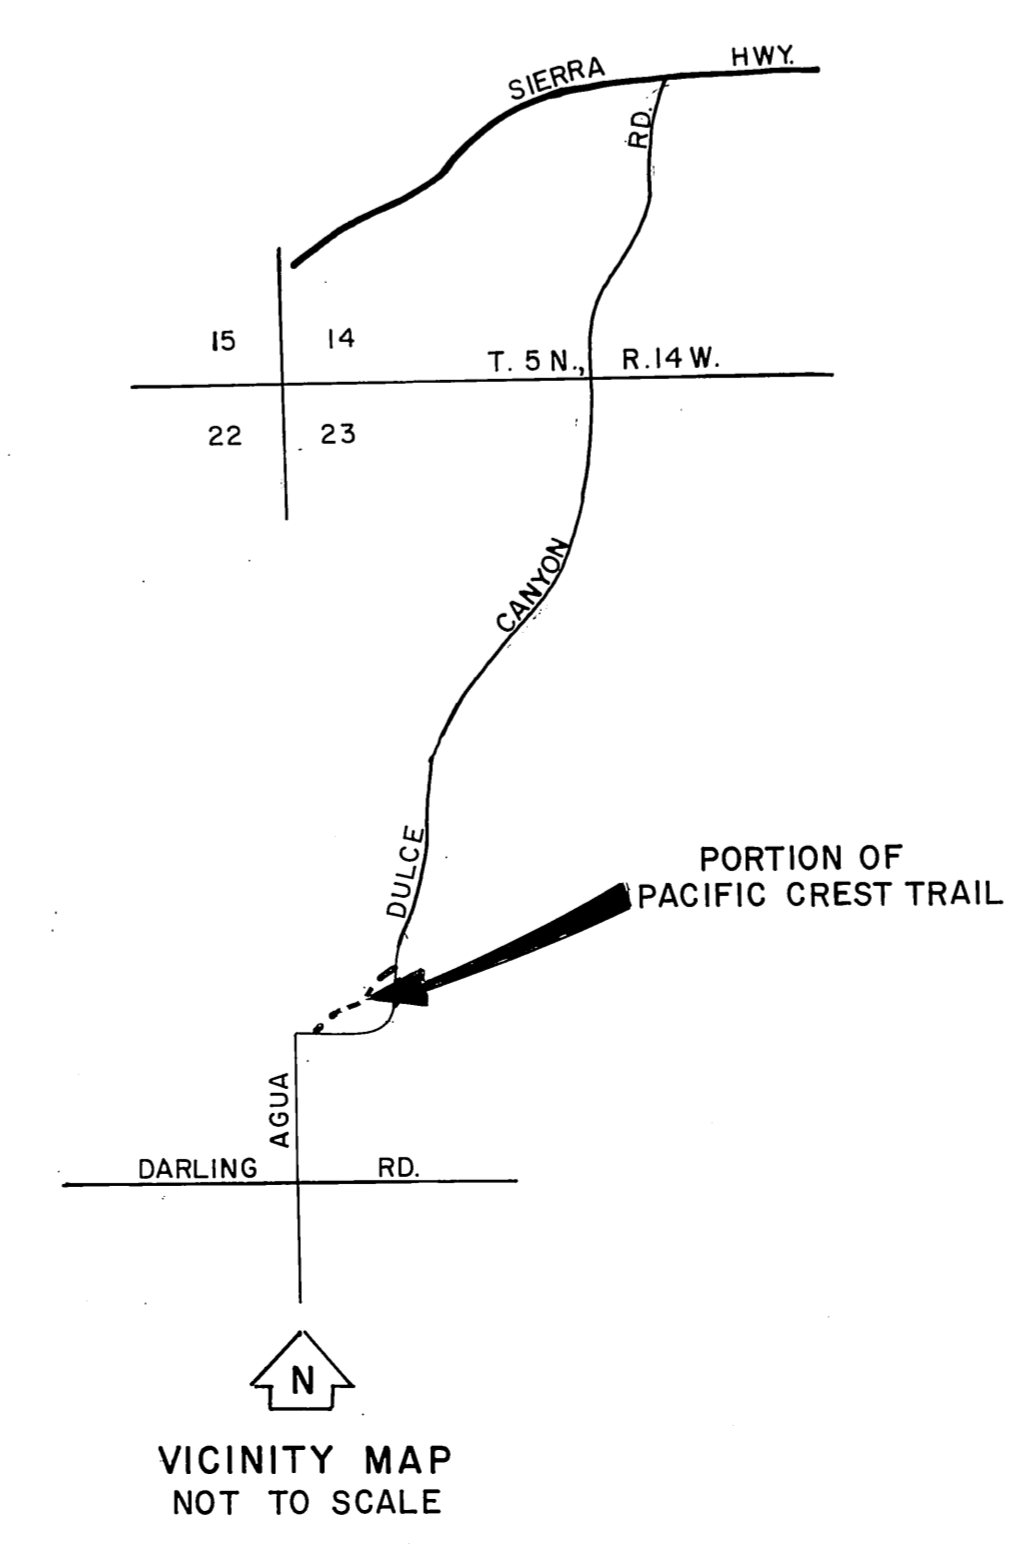 SIERRA HWY.
RD.
15 14
T. 5 N., R. 14 W.
22 23
CANYON
DULCE
PORTION OF
PACIFIC CREST TRAIL
AGUA
DARLING RD.
N
VICINITY MAP
NOT TO SCALE